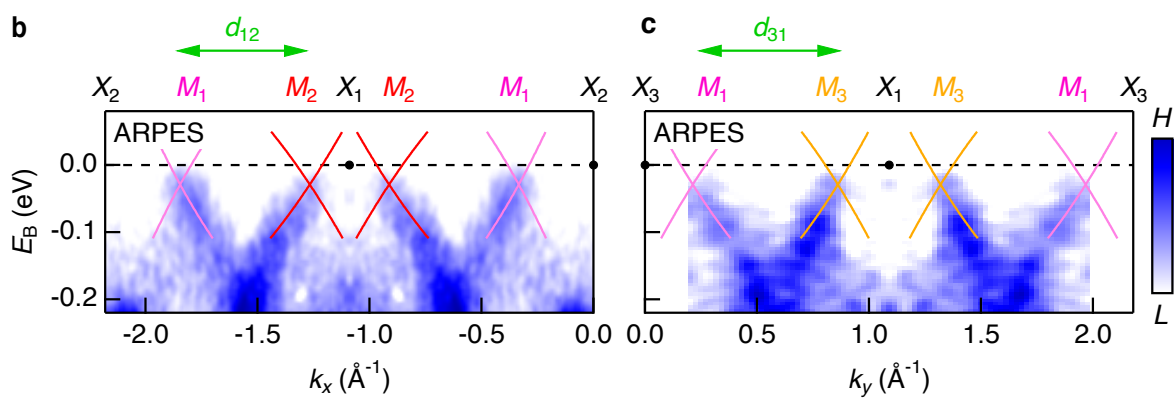 b
d12
X2 M1 M2 X1 M2 M1 X2
ARPES
0.0
-0.1
-0.2
EB (eV)
-2.0 -1.5 -1.0 -0.5 0.0
kx (Å-1)
c
d31
X3 M1 M3 X1 M3 M1 X3
ARPES
0.0 0.5 1.0 1.5 2.0
ky (Å-1)
H
L